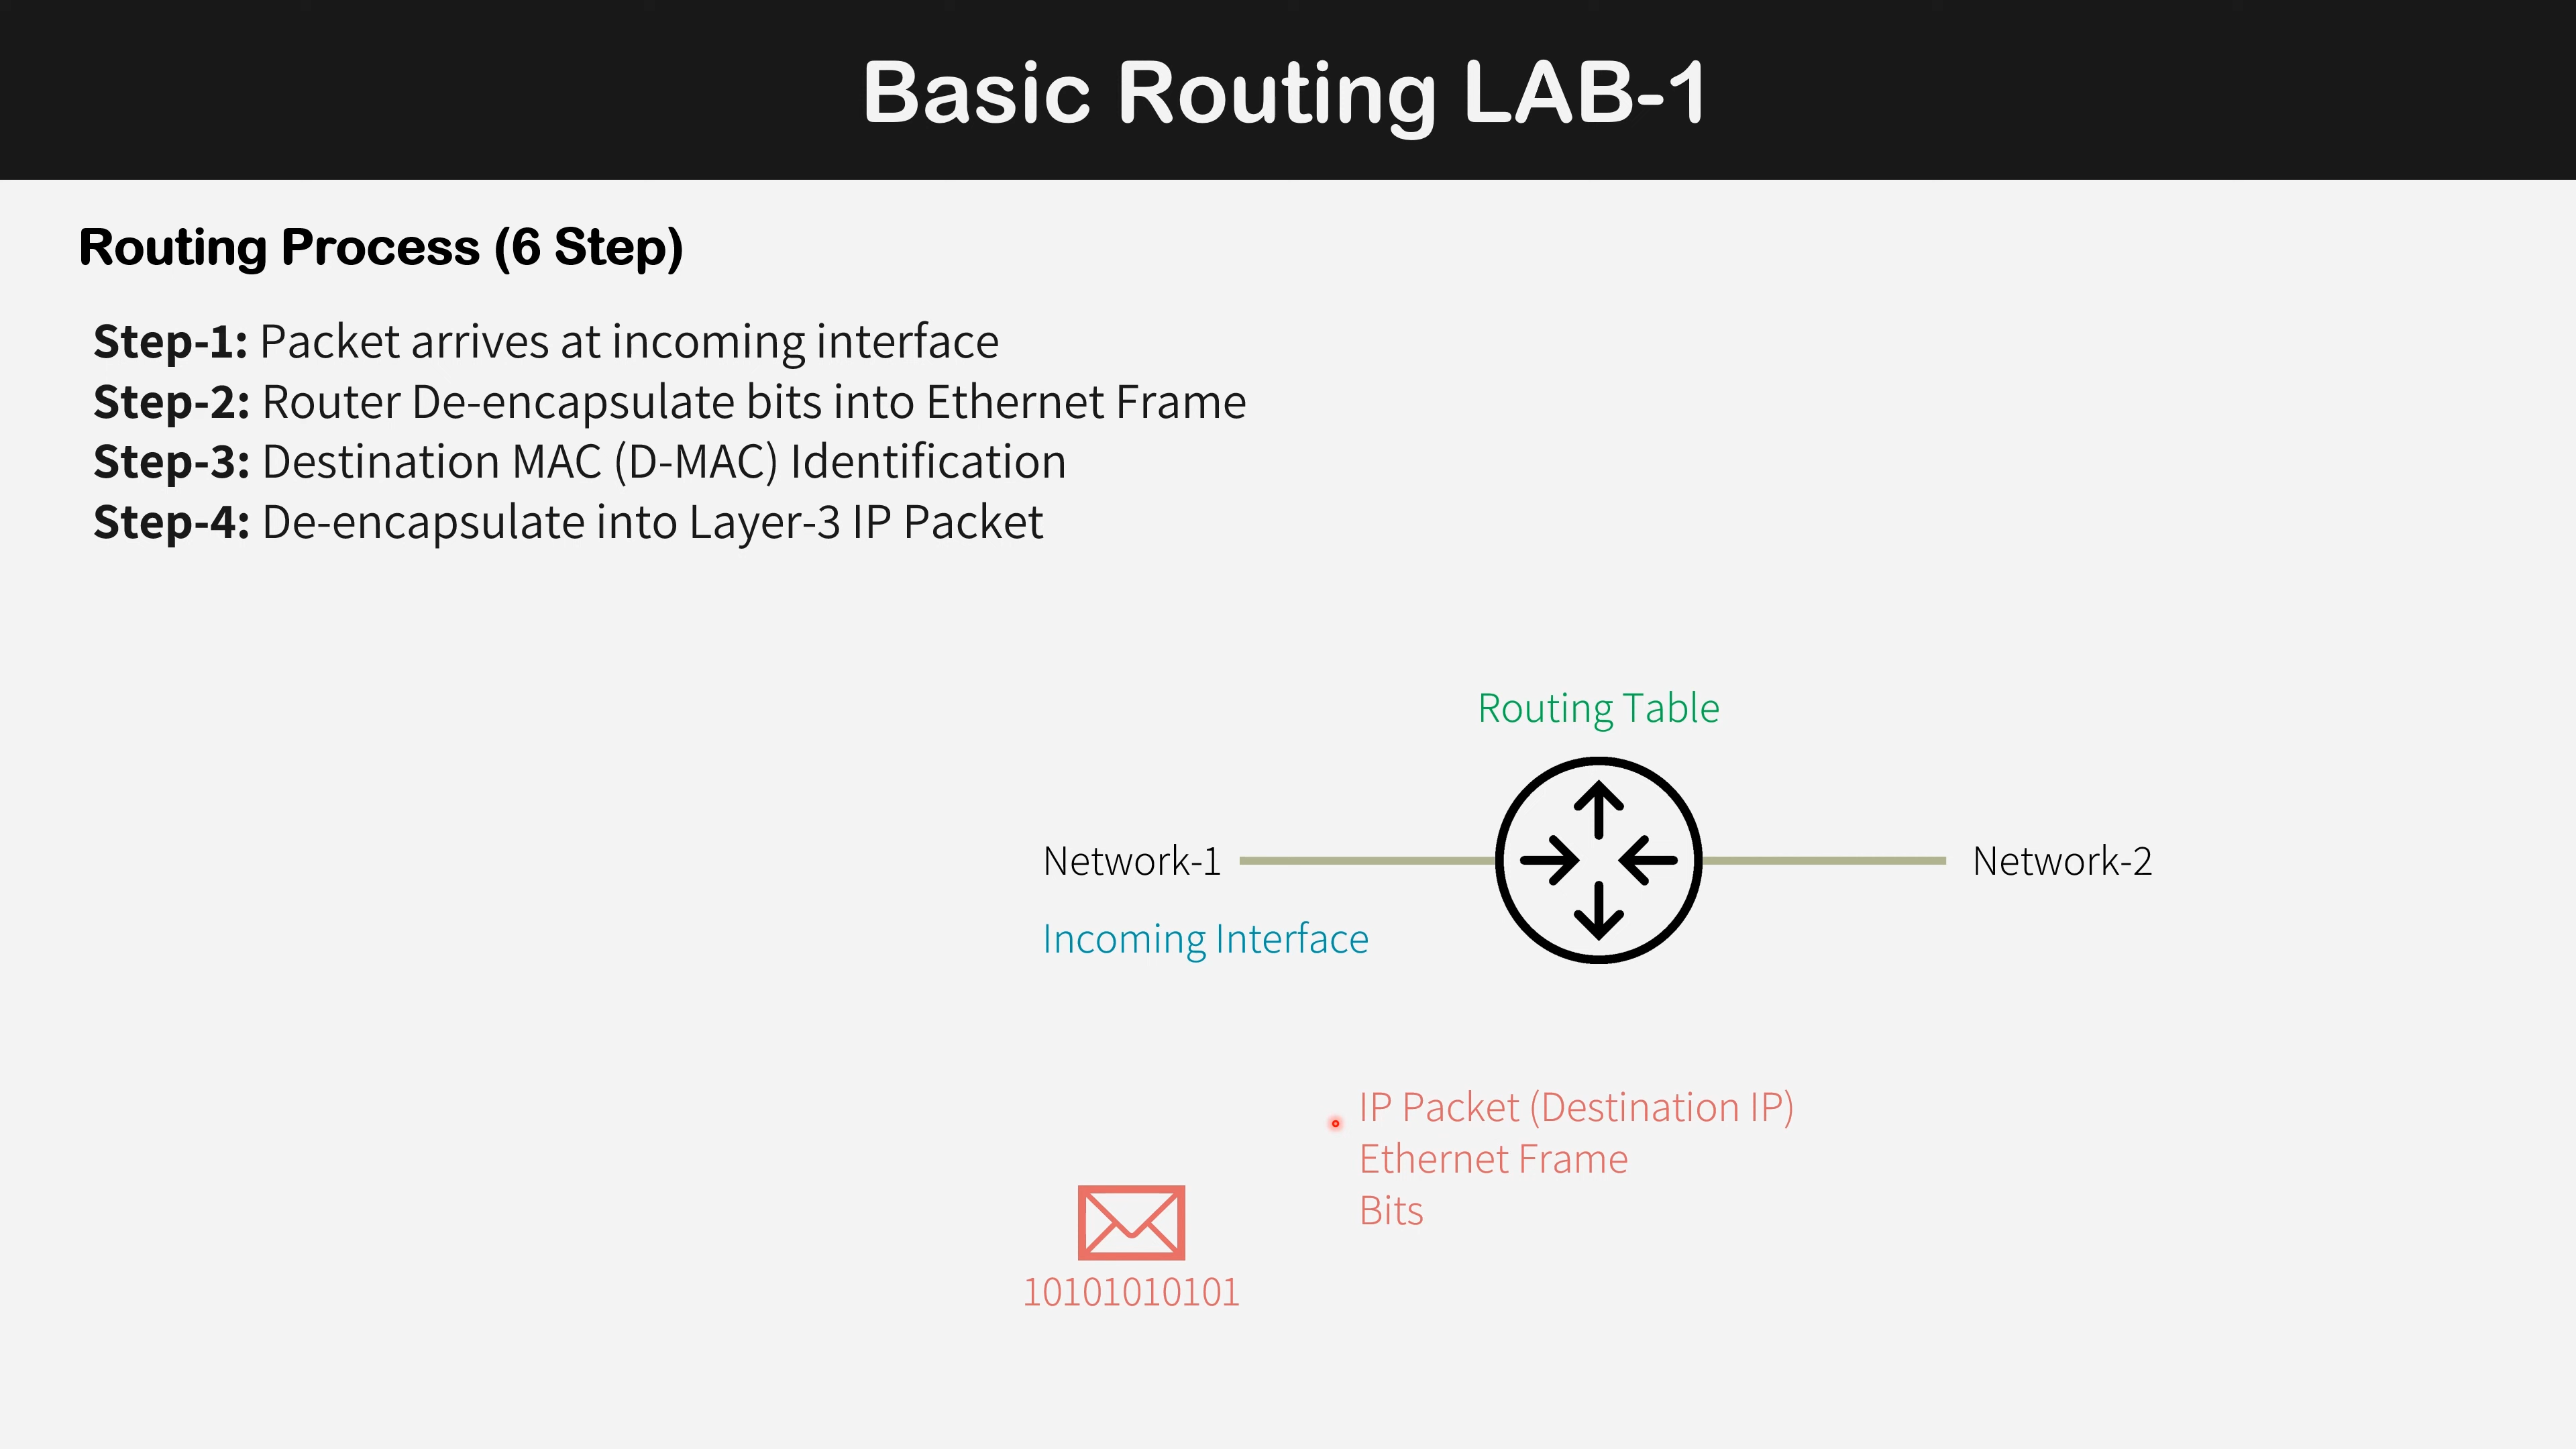 Basic Routing LAB-1
Routing Process (6 Step)
Step-1: Packet arrives at incoming interface
Step-2: Router De-encapsulate bits into Ethernet Frame
Step-3: Destination MAC (D-MAC) Identification
Step-4: De-encapsulate into Layer-3 IP Packet
Routing Table
Network-1
Network-2
Incoming Interface
IP Packet (Destination IP)
Ethernet Frame
Bits
10101010101